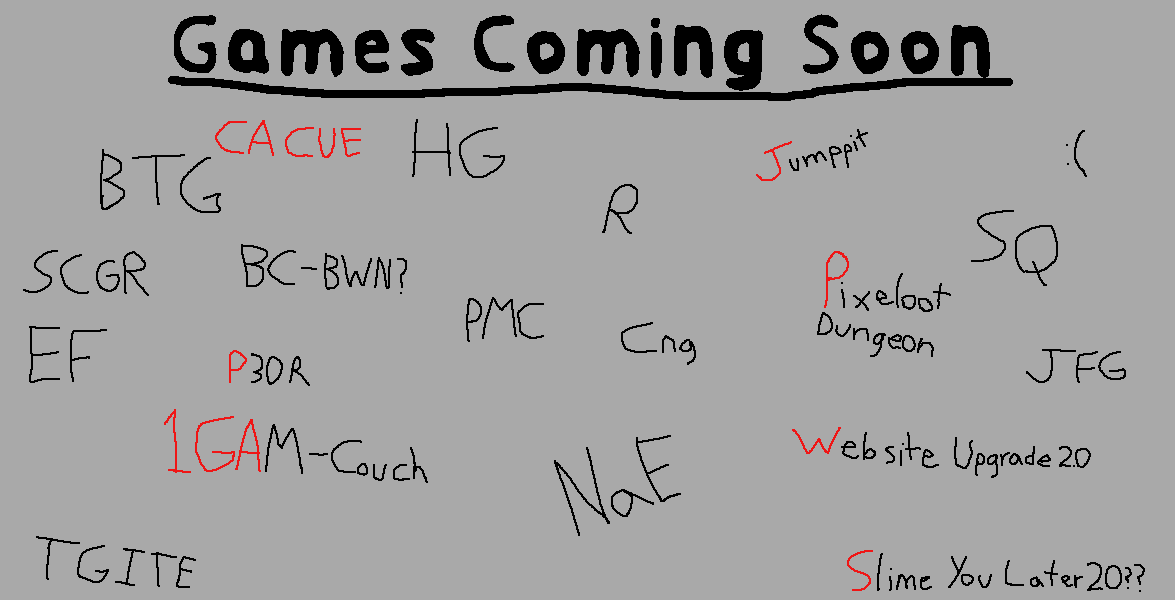 Games Coming Soon
CACUE
HG
Jumppit
:(
BTG
R
SQ
SCGR
BC-BWN?
Pixeloot
Dungeon
PMC
Cng
EF
P3OR
JFG
1GAM-Couch
Website Upgrade 2.0
NaE
TGITE
Slime You Later 2.0??